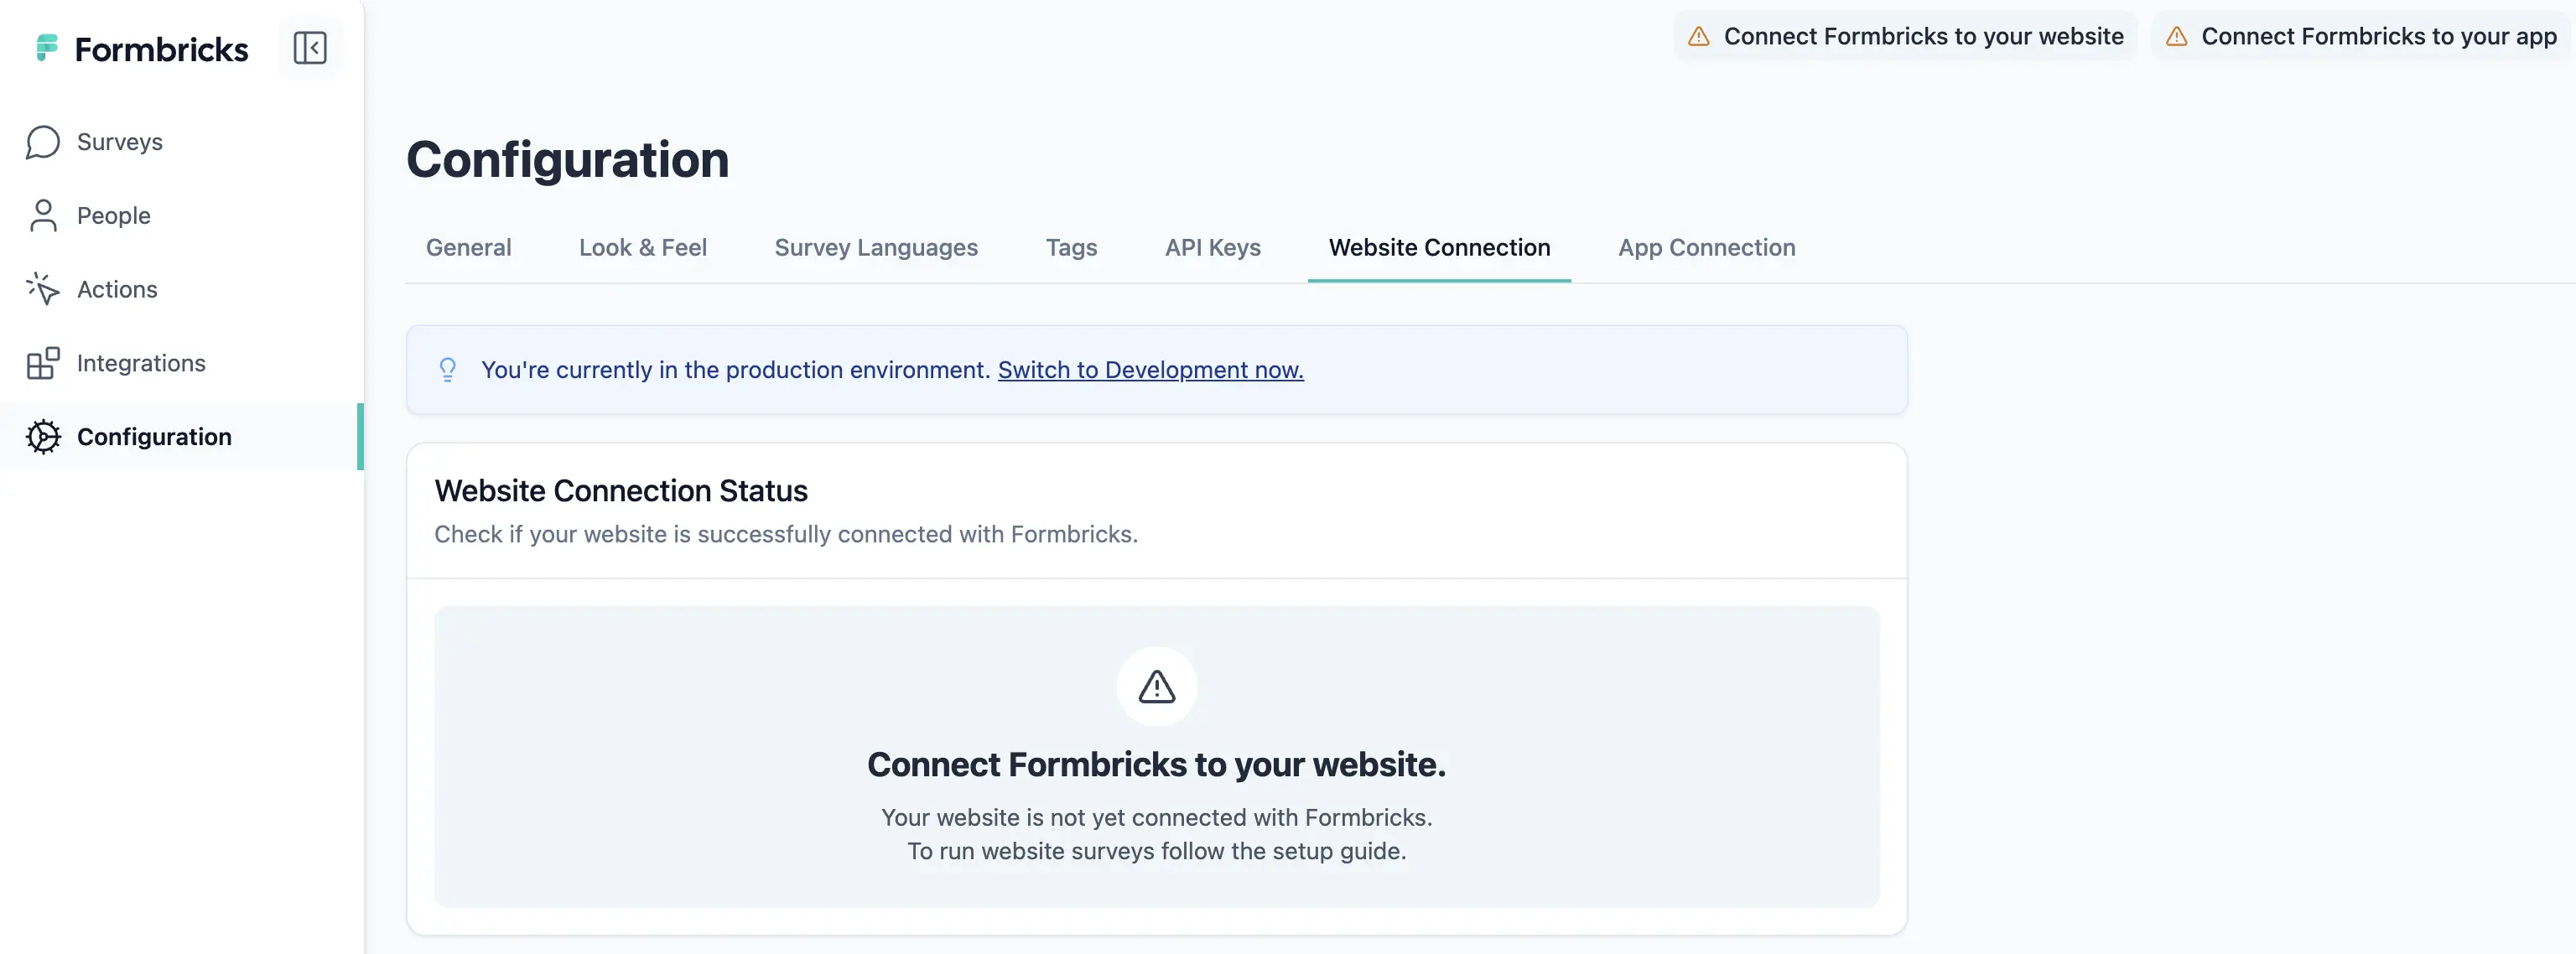 Formbricks
Connect Formbricks to your website
Connect Formbricks to your app
Surveys
People
Actions
Integrations
Configuration
Configuration
General
Look & Feel
Survey Languages
Tags
API Keys
Website Connection
App Connection
You're currently in the production environment. Switch to Development now.
Website Connection Status
Check if your website is successfully connected with Formbricks.
Connect Formbricks to your website.
Your website is not yet connected with Formbricks.
To run website surveys follow the setup guide.